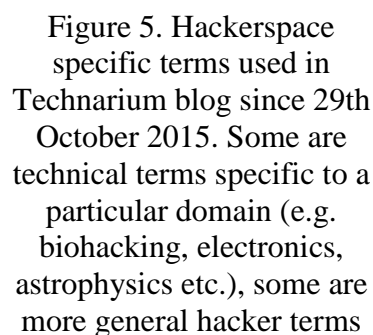 Figure 5. Hackerspace
specific terms used in
Technarium blog since 29th
October 2015. Some are
technical terms specific to a
particular domain (e.g.
biohacking, electronics,
astrophysics etc.), some are
more general hacker terms